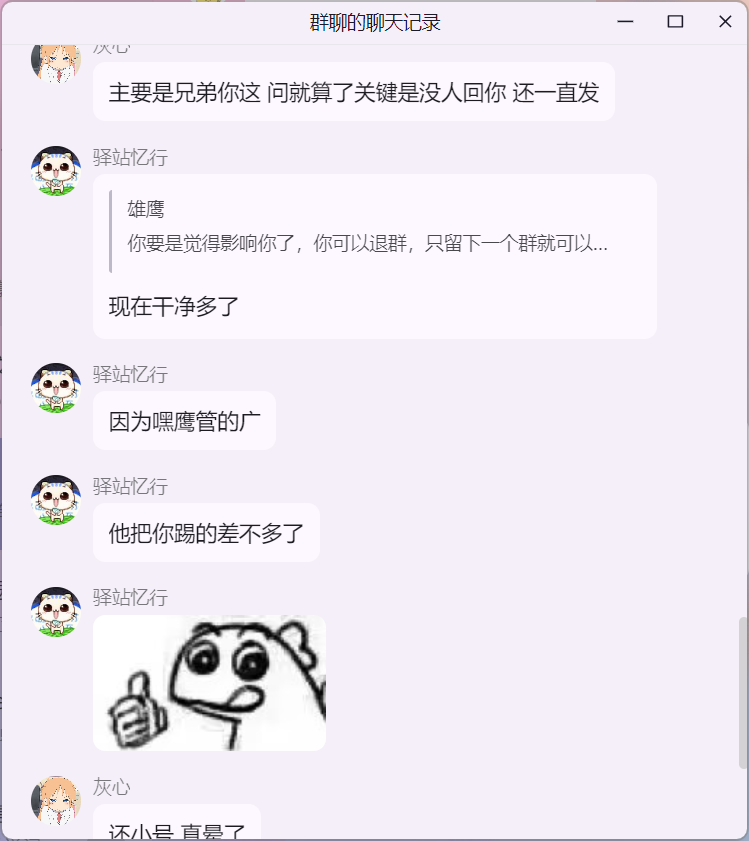 群聊的聊天记录
灰心
主要是兄弟你这 问就算了关键是没人回你 还一直发
驿站忆行
雄鹰
你要是觉得影响你了，你可以退群，只留下一个群就可以...
现在干净多了
驿站忆行
因为嘿鹰管的广
驿站忆行
他把你踢的差不多了
驿站忆行
灰心
还小号 真晕了